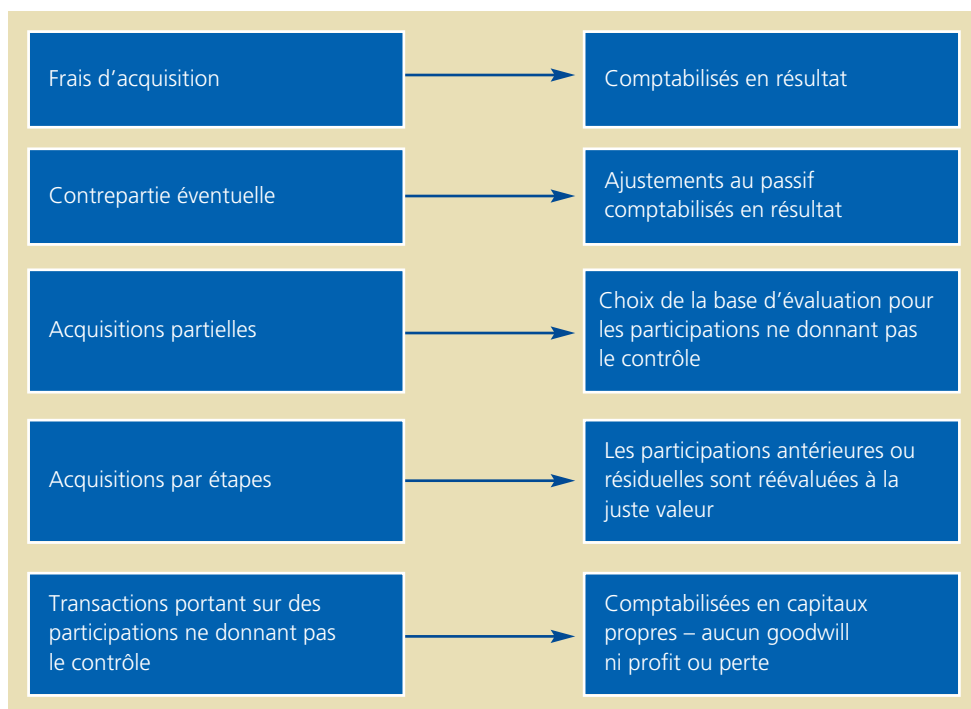 Frais d'acquisition
Comptabilisés en résultat
Contrepartie éventuelle
Ajustements au passif
comptabilisés en résultat
Acquisitions partielles
Choix de la base d'évaluation pour
les participations ne donnant pas
le contrôle
Acquisitions par étapes
Les participations antérieures ou
résiduelles sont réévaluées à la
juste valeur
Transactions portant sur des
participations ne donnant pas
le contrôle
Comptabilisées en capitaux
propres – aucun goodwill
ni profit ou perte